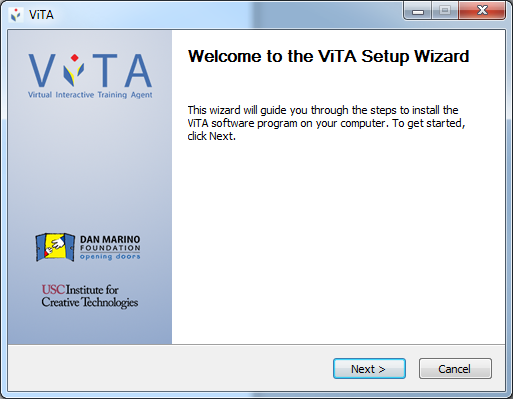 ViTA
ViTA
Virtual Interactive Training Agent
DAN MARINO
FOUNDATION
opening doors
USC Institute for
Creative Technologies
Welcome to the ViTA Setup Wizard
This wizard will guide you through the steps to install the
ViTA software program on your computer. To get started,
click Next.
Next >
Cancel